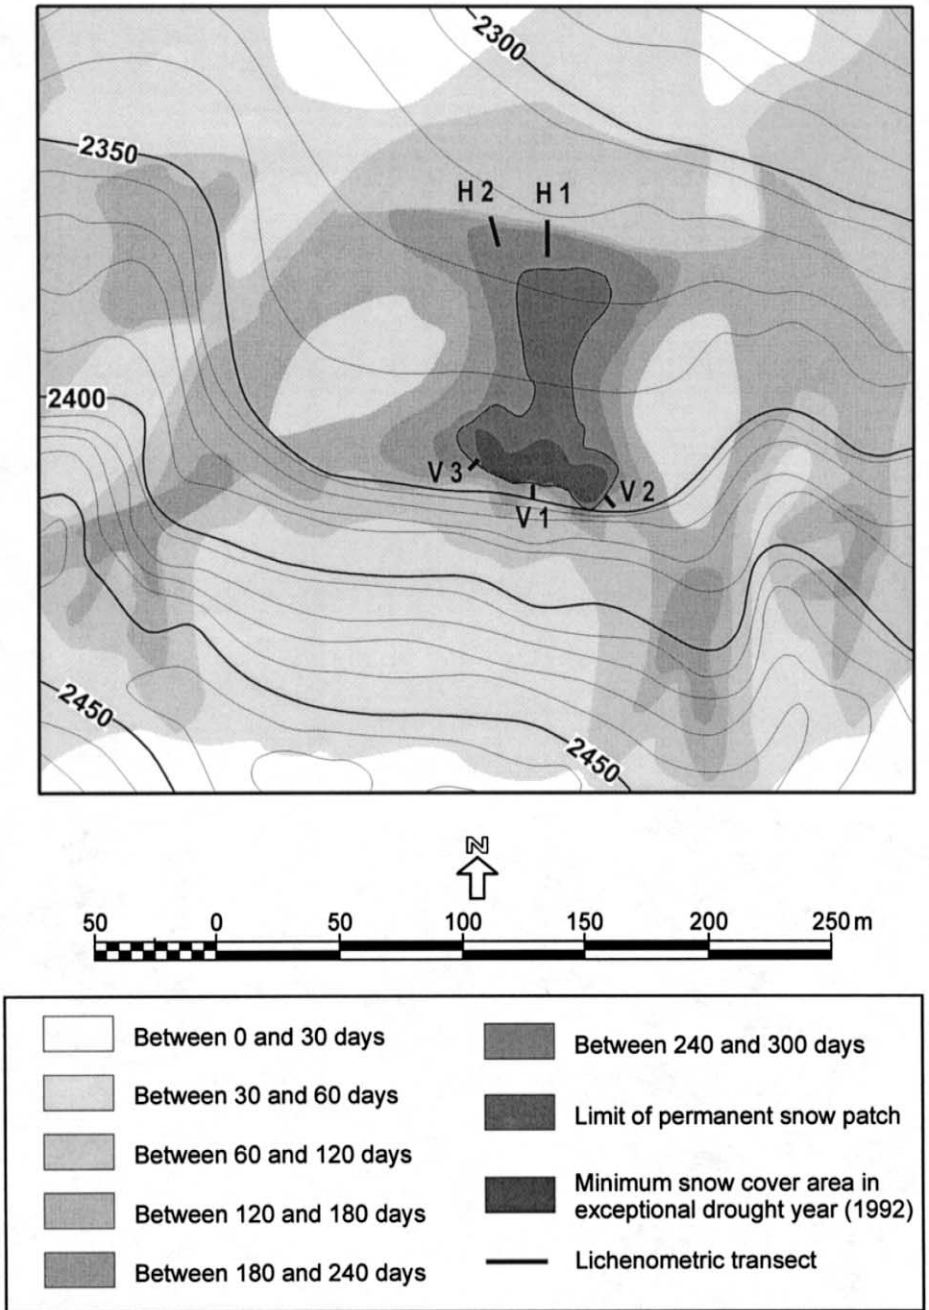 2300
2350
H 2 H 1
2400
V 3
V 2
V 1
2450
2450
N
50 0 50 100 150 200 250 m
Between 0 and 30 days
Between 30 and 60 days
Between 60 and 120 days
Between 120 and 180 days
Between 180 and 240 days
Between 240 and 300 days
Limit of permanent snow patch
Minimum snow cover area in
exceptional drought year (1992)
Lichenometric transect